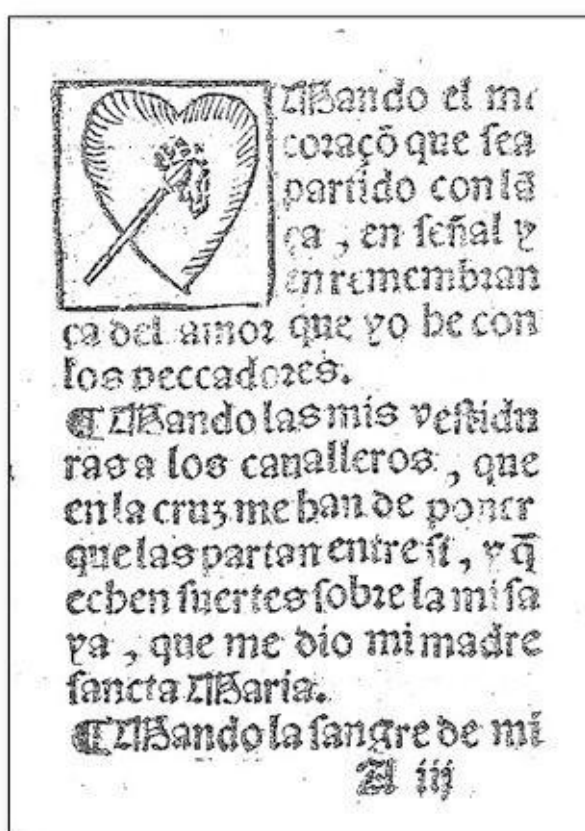 Mando el mi
coraçõ que sea
partido con lã
ça, en señal y
en remembran
ça del amor que yo he con
los peccadores.
¶ Mando las mis vestidu
ras a los caualleros, que
en la cruz me han de poner
que las partan entre si, y q̃
echen suertes sobre la mi sa
ya, que me dio mi madre
sancta Maria.
¶ Mando la sangre de mi
A iij